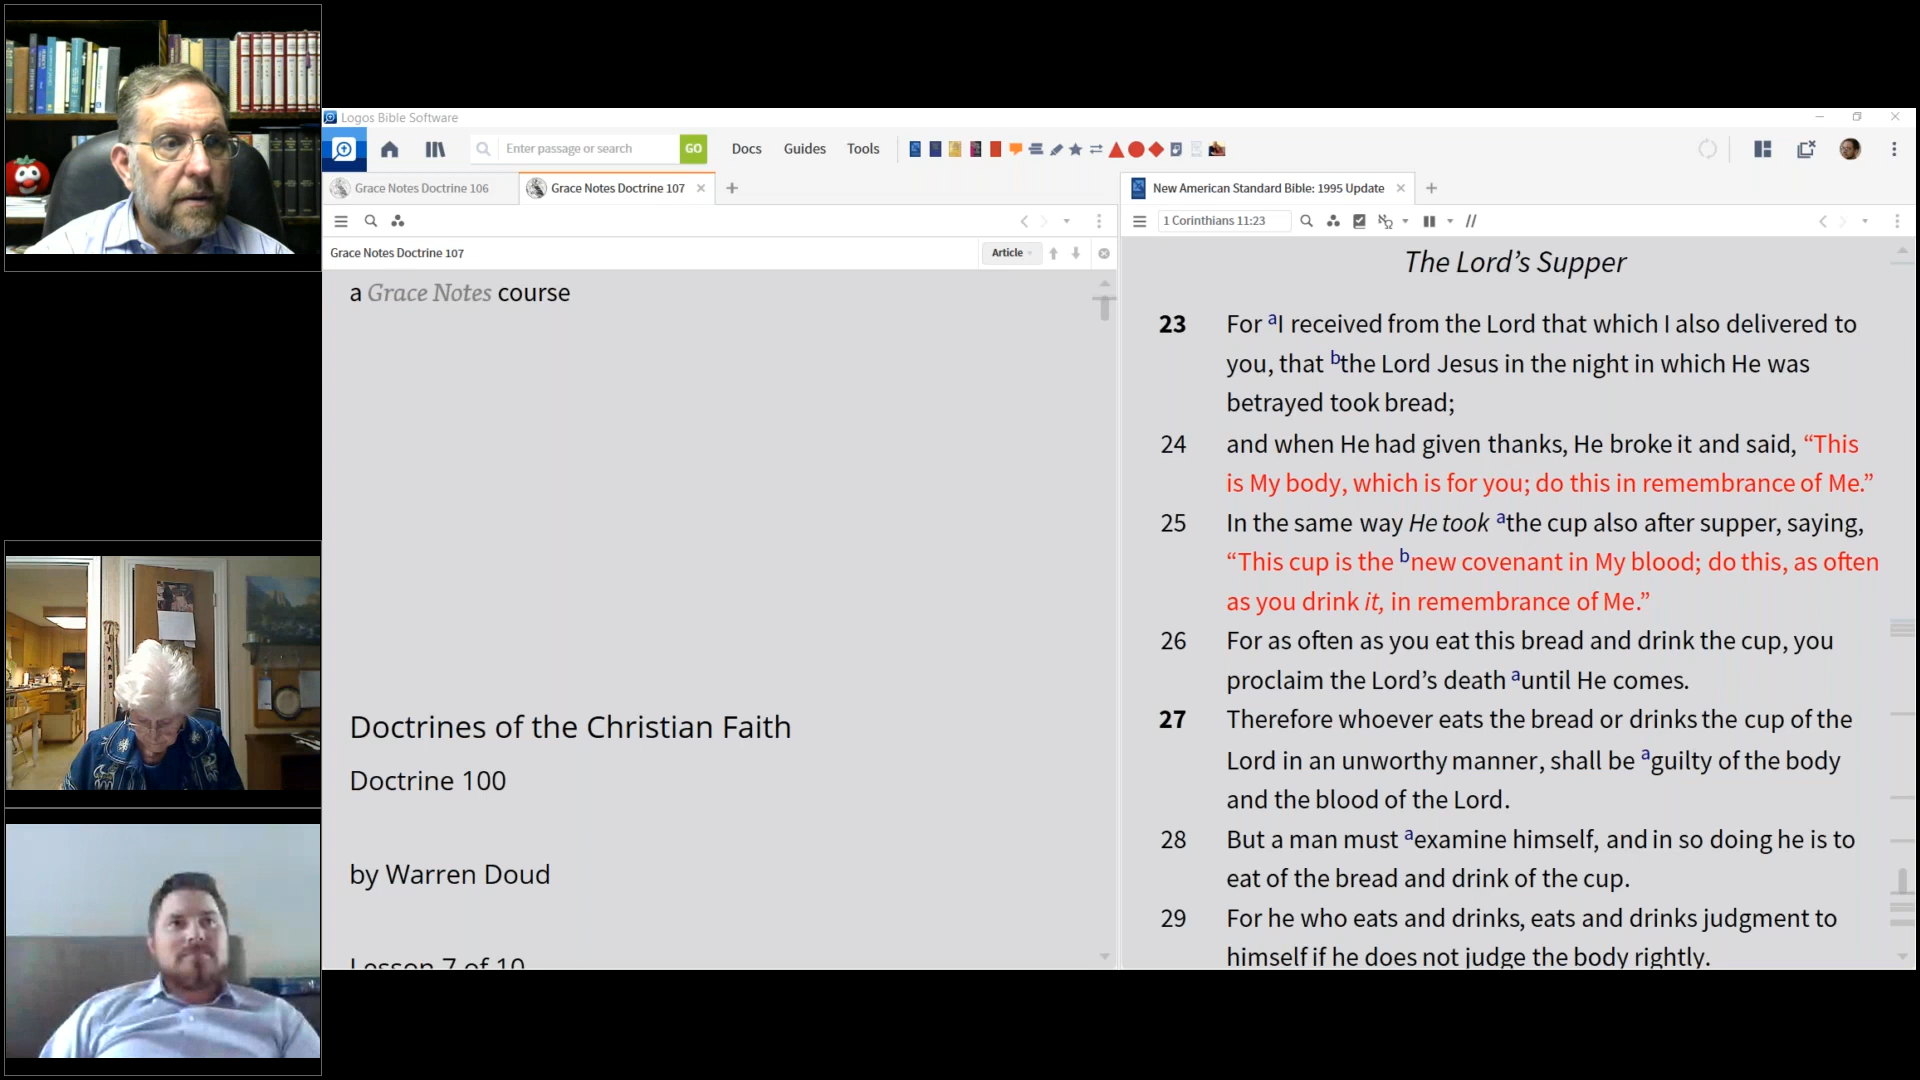 Logos Bible Software
Enter passage or search
GO
Docs
Guides
Tools
Grace Notes Doctrine 106
Grace Notes Doctrine 107
New American Standard Bible: 1995 Update
1 Corinthians 11:23
Grace Notes Doctrine 107
Article
a Grace Notes course
Doctrines of the Christian Faith
Doctrine 100
by Warren Doud
Lesson 7 of 10
The Lord’s Supper
23 For aI received from the Lord that which I also delivered to
you, that bthe Lord Jesus in the night in which He was
betrayed took bread;
24 and when He had given thanks, He broke it and said, “This
is My body, which is for you; do this in remembrance of Me.”
25 In the same way He took athe cup also after supper, saying,
“This cup is the bnew covenant in My blood; do this, as often
as you drink it, in remembrance of Me.”
26 For as often as you eat this bread and drink the cup, you
proclaim the Lord’s death auntil He comes.
27 Therefore whoever eats the bread or drinks the cup of the
Lord in an unworthy manner, shall be aguilty of the body
and the blood of the Lord.
28 But a man must aexamine himself, and in so doing he is to
eat of the bread and drink of the cup.
29 For he who eats and drinks, eats and drinks judgment to
himself if he does not judge the body rightly.